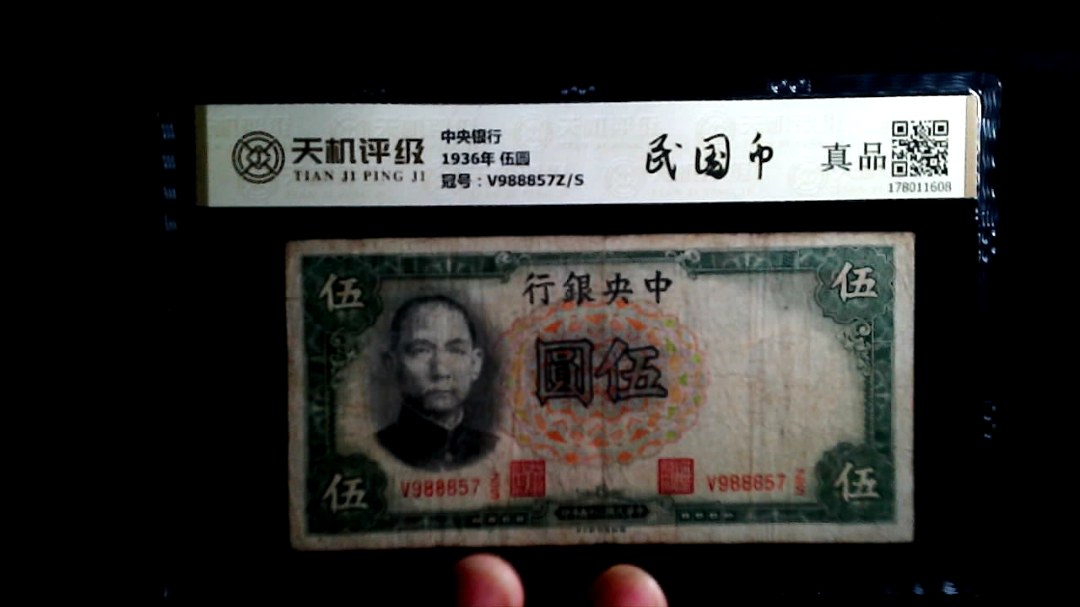 天机评级
TIAN JI PING JI
中央银行
1936年 伍圆
冠号：V988857Z/S
民国币
真品
178011608
伍
伍
行銀央中
圓伍
伍
伍
V988857 Z/S
V988857 Z/S